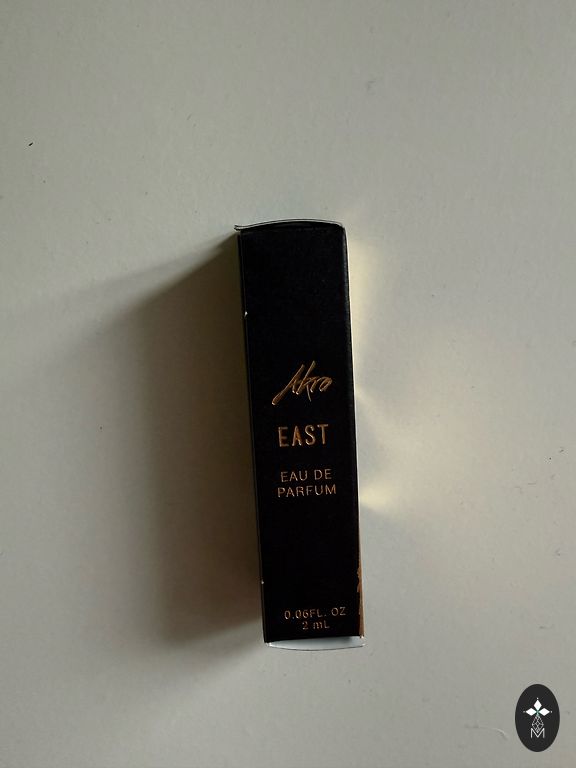 Akro
EAST
EAU DE
PARFUM
0.06FL. OZ
2 mL
M